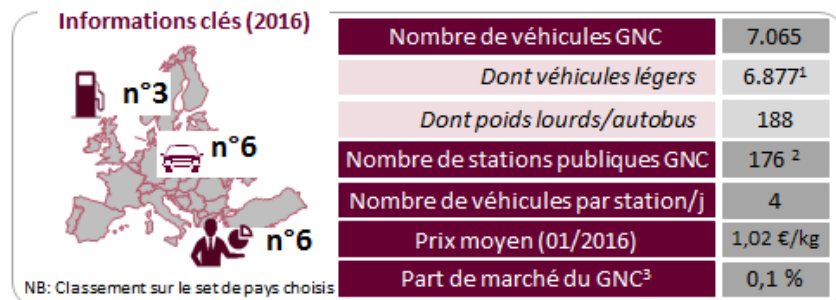 Informations clés (2016)
n°3
n°6
n°6
NB: Classement sur le set de pays choisis
Nombre de véhicules GNC 7.065
Dont véhicules légers 6.877¹
Dont poids lourds/autobus 188
Nombre de stations publiques GNC 176 ²
Nombre de véhicules par station/j 4
Prix moyen (01/2016) 1,02 €/kg
Part de marché du GNC³ 0,1 %